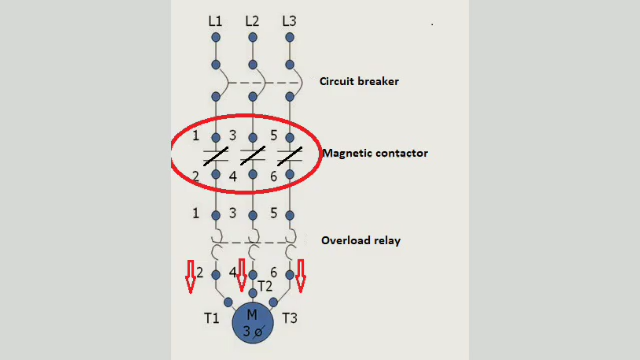 L1 L2 L3
Circuit breaker
1 3 5
Magnetic contactor
2 4 6
1 3 5
Overload relay
2 4 6
T2
T1 M T3
3 ø